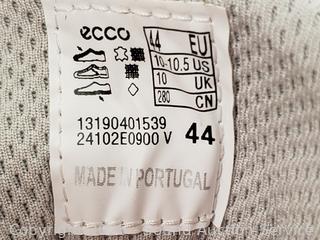 ecco
44 EU
10-10.5 US
10 UK
280 CN
13190401539
24102E0900 V 44
MADE IN PORTUGAL